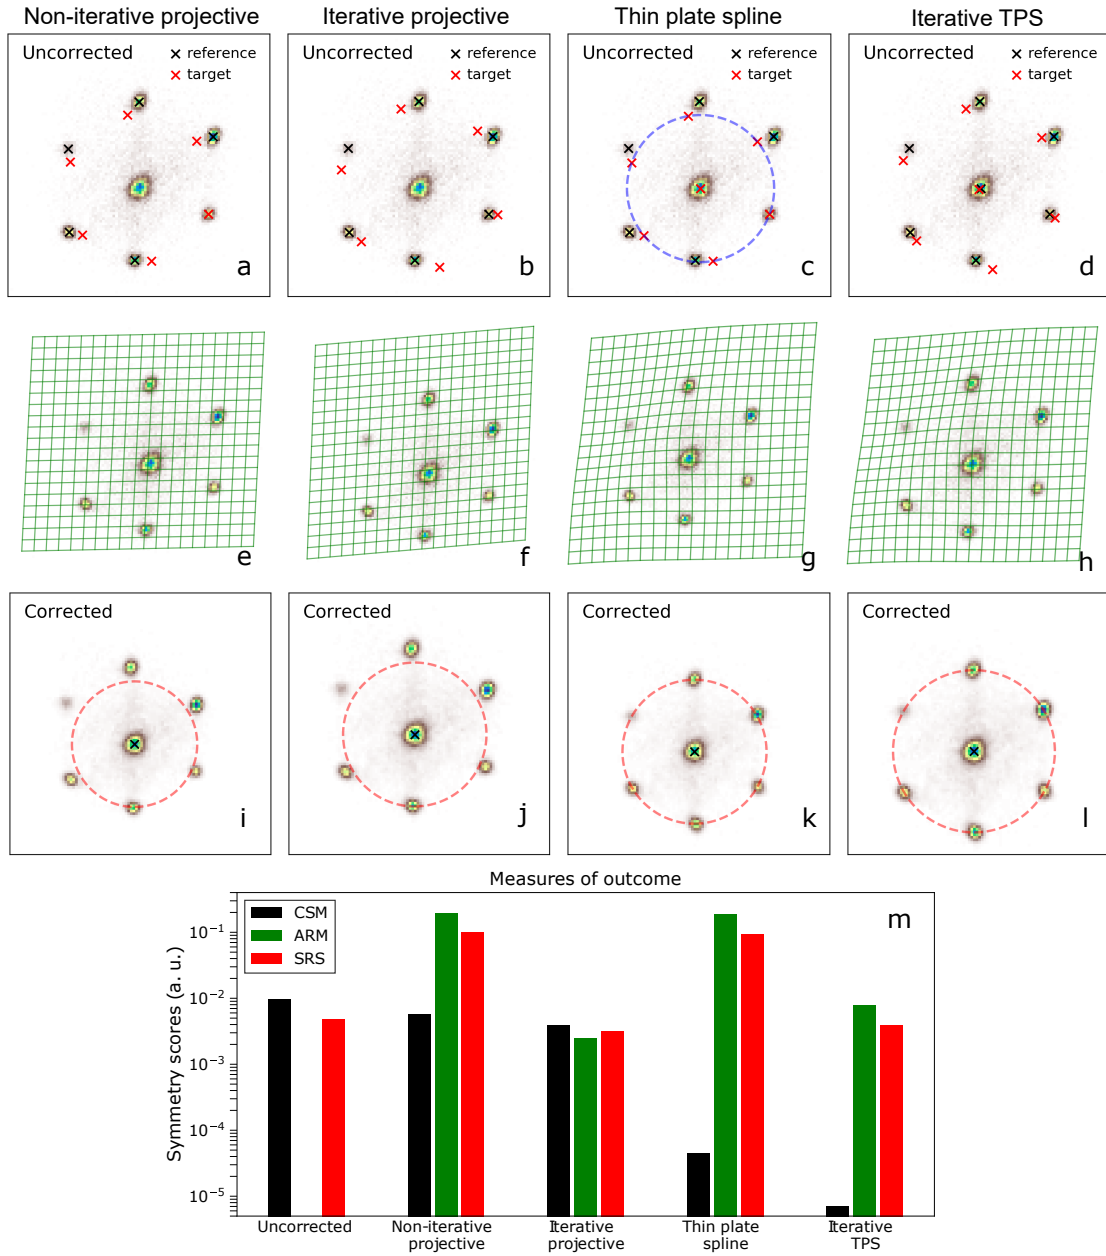 Non-iterative projective
Iterative projective
Thin plate spline
Iterative TPS
Uncorrected
reference
target
a
Uncorrected
reference
target
b
Uncorrected
reference
target
c
Uncorrected
reference
target
d
e
f
g
h
Corrected
i
Corrected
j
Corrected
k
Corrected
l
Measures of outcome
m
CSM
ARM
SRS
Symmetry scores (a. u.)
10⁻¹
10⁻²
10⁻³
10⁻⁴
10⁻⁵
Uncorrected
Non-iterative
projective
Iterative
projective
Thin plate
spline
Iterative
TPS